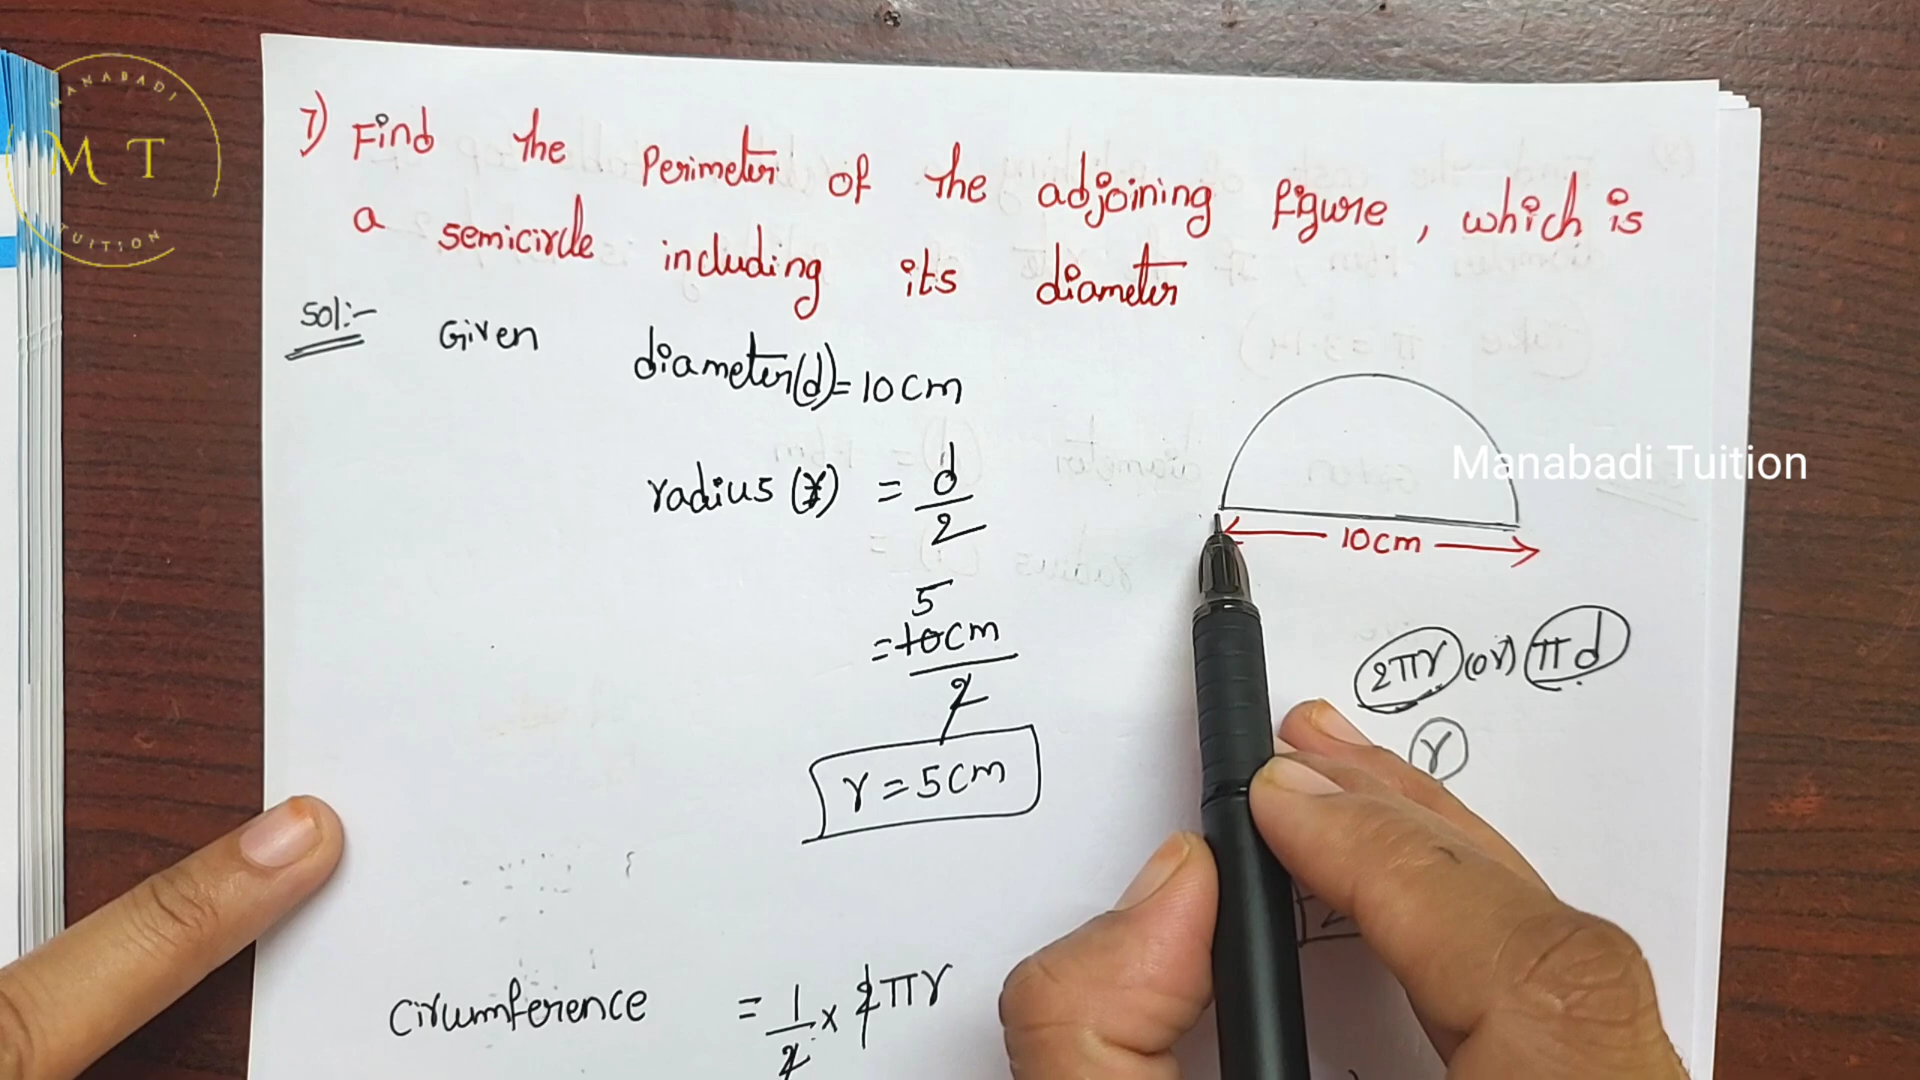 MANABADI
M T
TUITION
7) Find the Perimeter of the adjoining figure, which is
a semicircle including its diameter
Sol:- Given diameter(d)=10cm
radius (r) = d/2
5
=10cm/2
r=5cm
Manabadi Tuition
10cm
2πr (or) πd
r
Circumference = 1/2 x 2πr